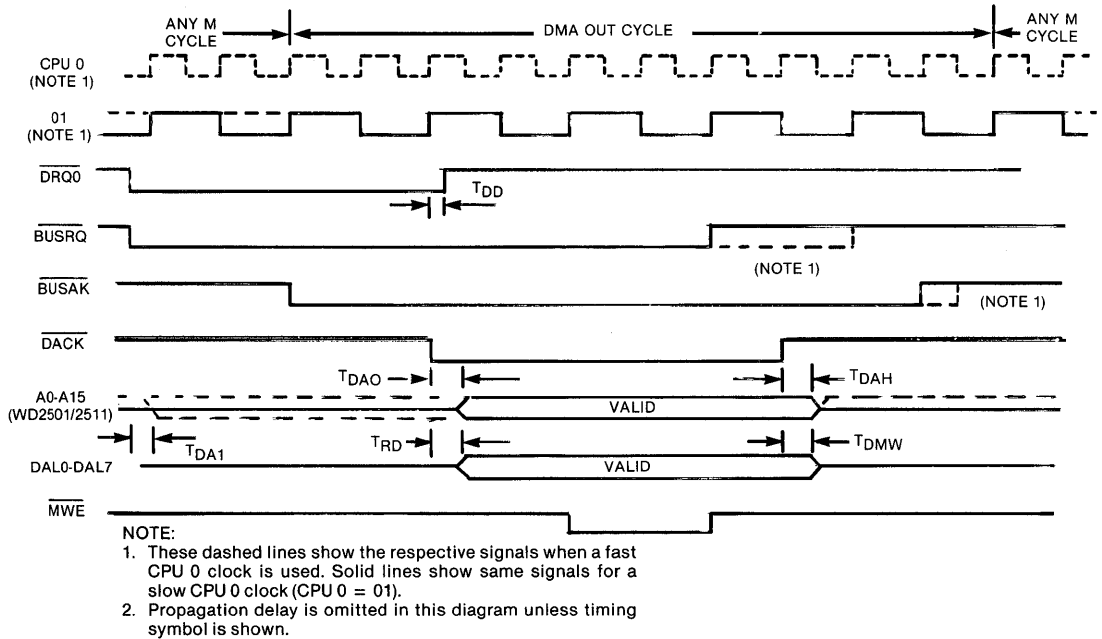 ANY M
CYCLE
DMA OUT CYCLE
ANY M
CYCLE
CPU 0
(NOTE 1)
01
(NOTE 1)
DRQ0
TDD
BUSRQ
(NOTE 1)
BUSAK
(NOTE 1)
DACK
TDAO
TDAH
A0-A15
(WD2501/2511)
VALID
TDA1
TRD
TDMW
DAL0-DAL7
VALID
MWE
NOTE:
1. These dashed lines show the respective signals when a fast
CPU 0 clock is used. Solid lines show same signals for a
slow CPU 0 clock (CPU 0 = 01).
2. Propagation delay is omitted in this diagram unless timing
symbol is shown.